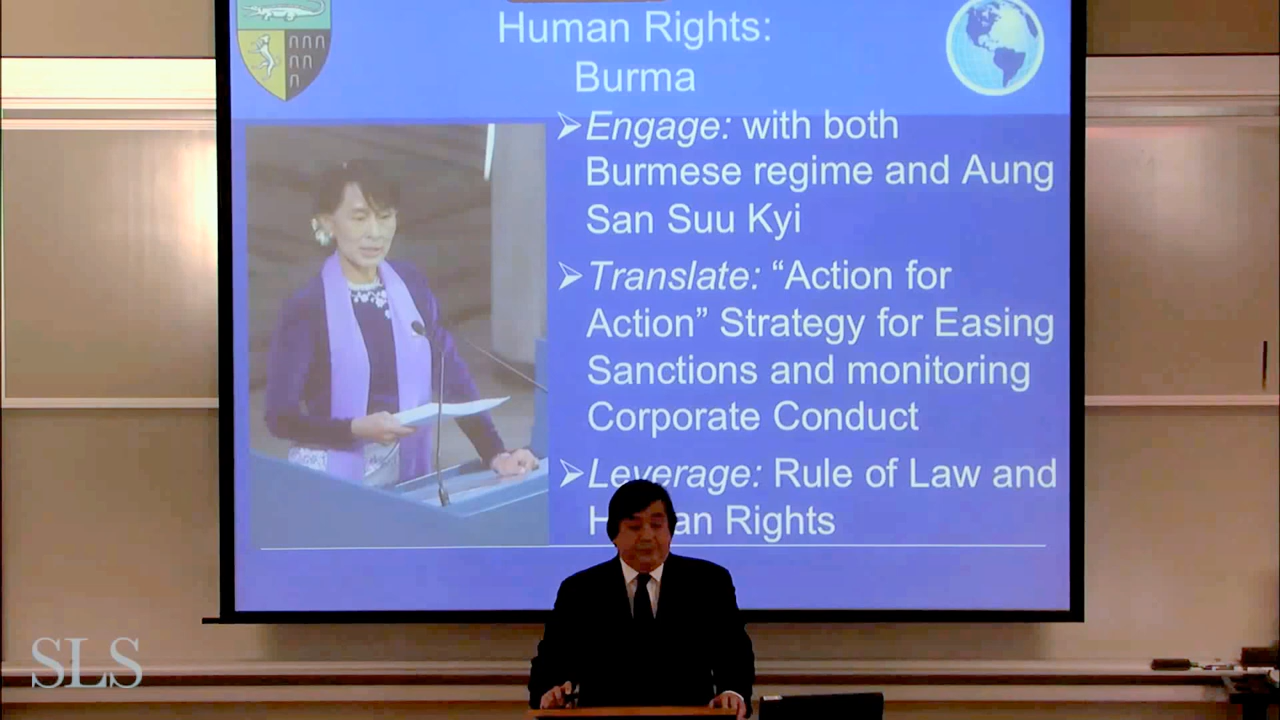 Human Rights:
Burma
➢Engage: with both
Burmese regime and Aung
San Suu Kyi
➢Translate: “Action for
Action” Strategy for Easing
Sanctions and monitoring
Corporate Conduct
➢Leverage: Rule of Law and
Human Rights
SLS